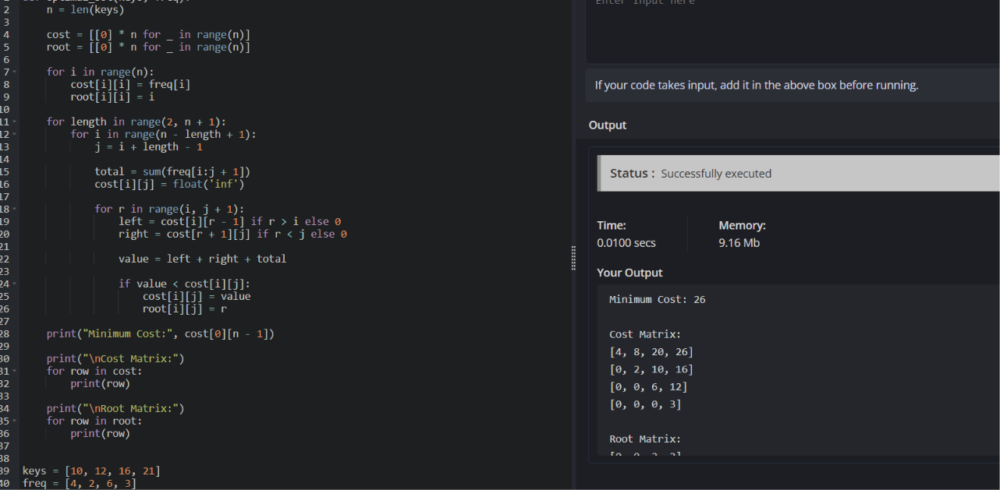 n = len(keys)
cost = [[0] * n for _ in range(n)]
root = [[0] * n for _ in range(n)]
for i in range(n):
cost[i][i] = freq[i]
root[i][i] = i
for length in range(2, n + 1):
for i in range(n - length + 1):
j = i + length - 1
total = sum(freq[i:j + 1])
cost[i][j] = float('inf')
for r in range(i, j + 1):
left = cost[i][r - 1] if r > i else 0
right = cost[r + 1][j] if r < j else 0
value = left + right + total
if value < cost[i][j]:
cost[i][j] = value
root[i][j] = r
print("Minimum Cost:", cost[0][n - 1])
print("\nCost Matrix:")
for row in cost:
print(row)
print("\nRoot Matrix:")
for row in root:
print(row)
keys = [10, 12, 16, 21]
freq = [4, 2, 6, 3]
Enter input here
If your code takes input, add it in the above box before running.
Output
Status : Successfully executed
Time:
0.0100 secs
Memory:
9.16 Mb
Your Output
Minimum Cost: 26
Cost Matrix:
[4, 8, 20, 26]
[0, 2, 10, 16]
[0, 0, 6, 12]
[0, 0, 0, 3]
Root Matrix: